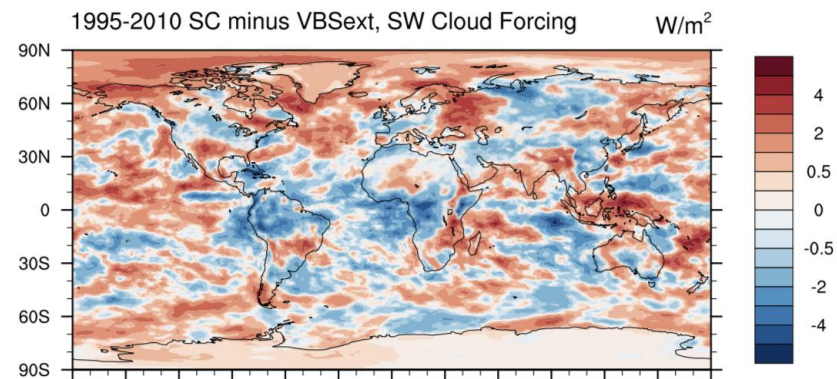 1995-2010 SC minus VBSext, SW Cloud Forcing W/m²
90N
60N
30N
0
30S
60S
90S
4
2
0.5
0
-0.5
-2
-4